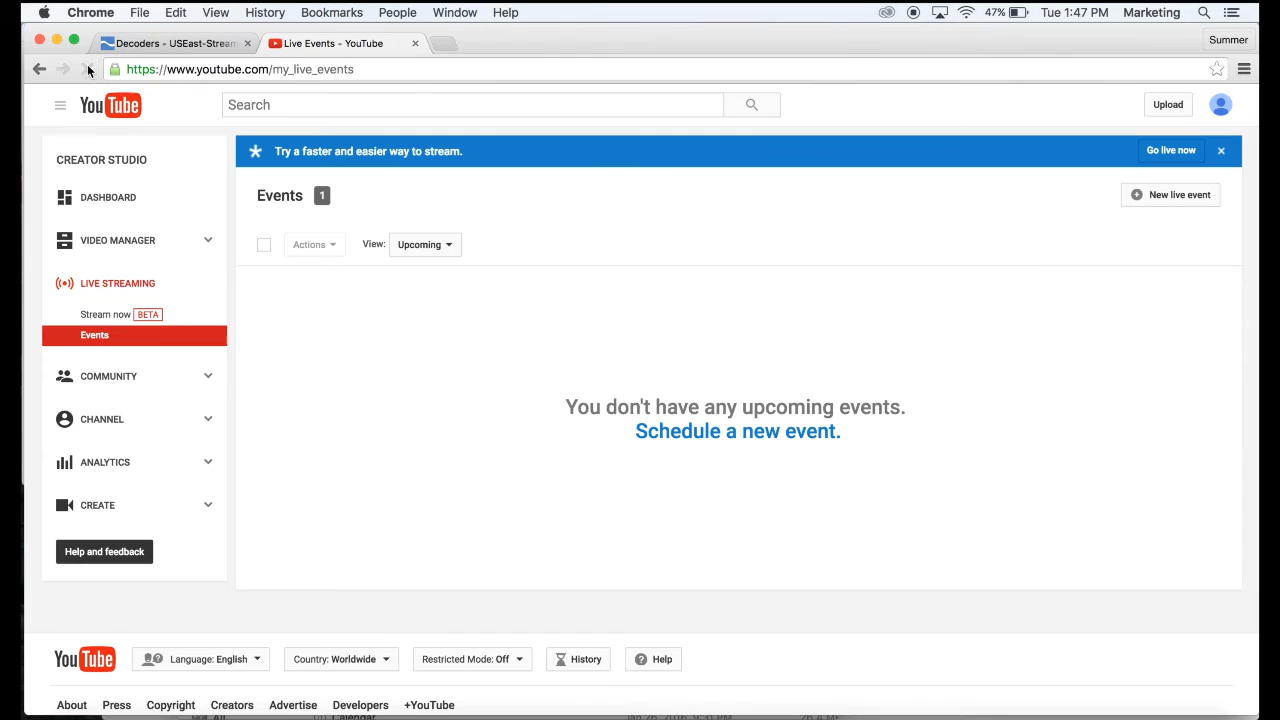 Chrome File Edit View History Bookmarks People Window Help 47% Tue 1:47 PM Marketing
Decoders - USEast-Stream Live Events - YouTube Summer
https://www.youtube.com/my_live_events
YouTube Search Upload
CREATOR STUDIO
DASHBOARD
VIDEO MANAGER
LIVE STREAMING
Stream now BETA
Events
COMMUNITY
CHANNEL
ANALYTICS
CREATE
Help and feedback
Try a faster and easier way to stream. Go live now
Events 1 New live event
Actions View: Upcoming
You don't have any upcoming events.
Schedule a new event.
YouTube Language: English Country: Worldwide Restricted Mode: Off History Help
About Press Copyright Creators Advertise Developers +YouTube